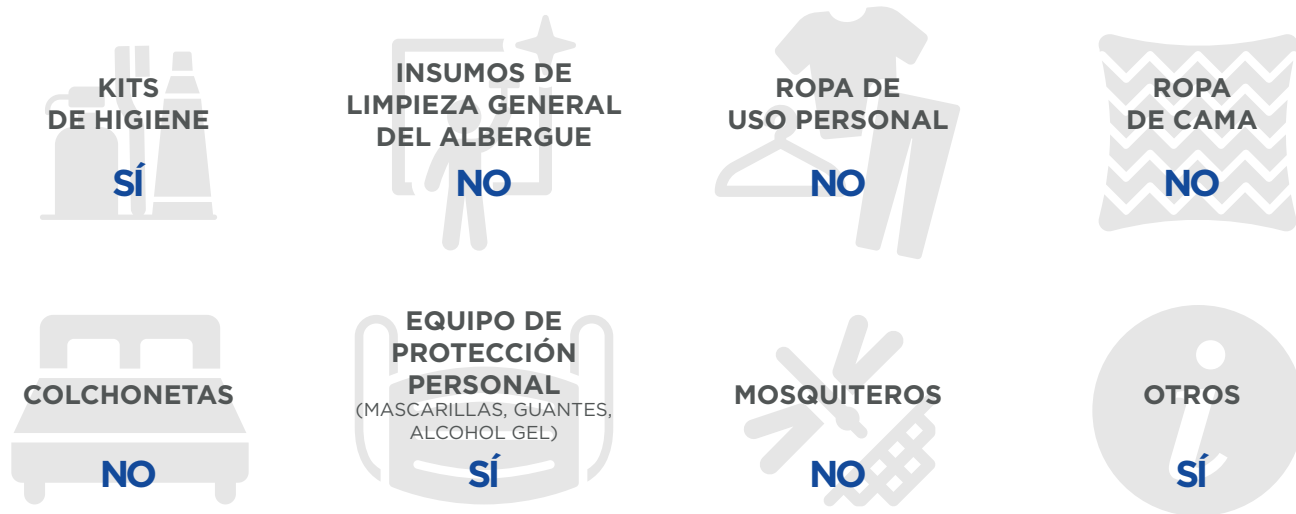 KITS
DE HIGIENE
SÍ
INSUMOS DE
LIMPIEZA GENERAL
DEL ALBERGUE
NO
ROPA DE
USO PERSONAL
NO
ROPA
DE CAMA
NO
COLCHONETAS
NO
EQUIPO DE
PROTECCIÓN
PERSONAL
(MASCARILLAS, GUANTES,
ALCOHOL GEL)
SÍ
MOSQUITEROS
NO
OTROS
SÍ